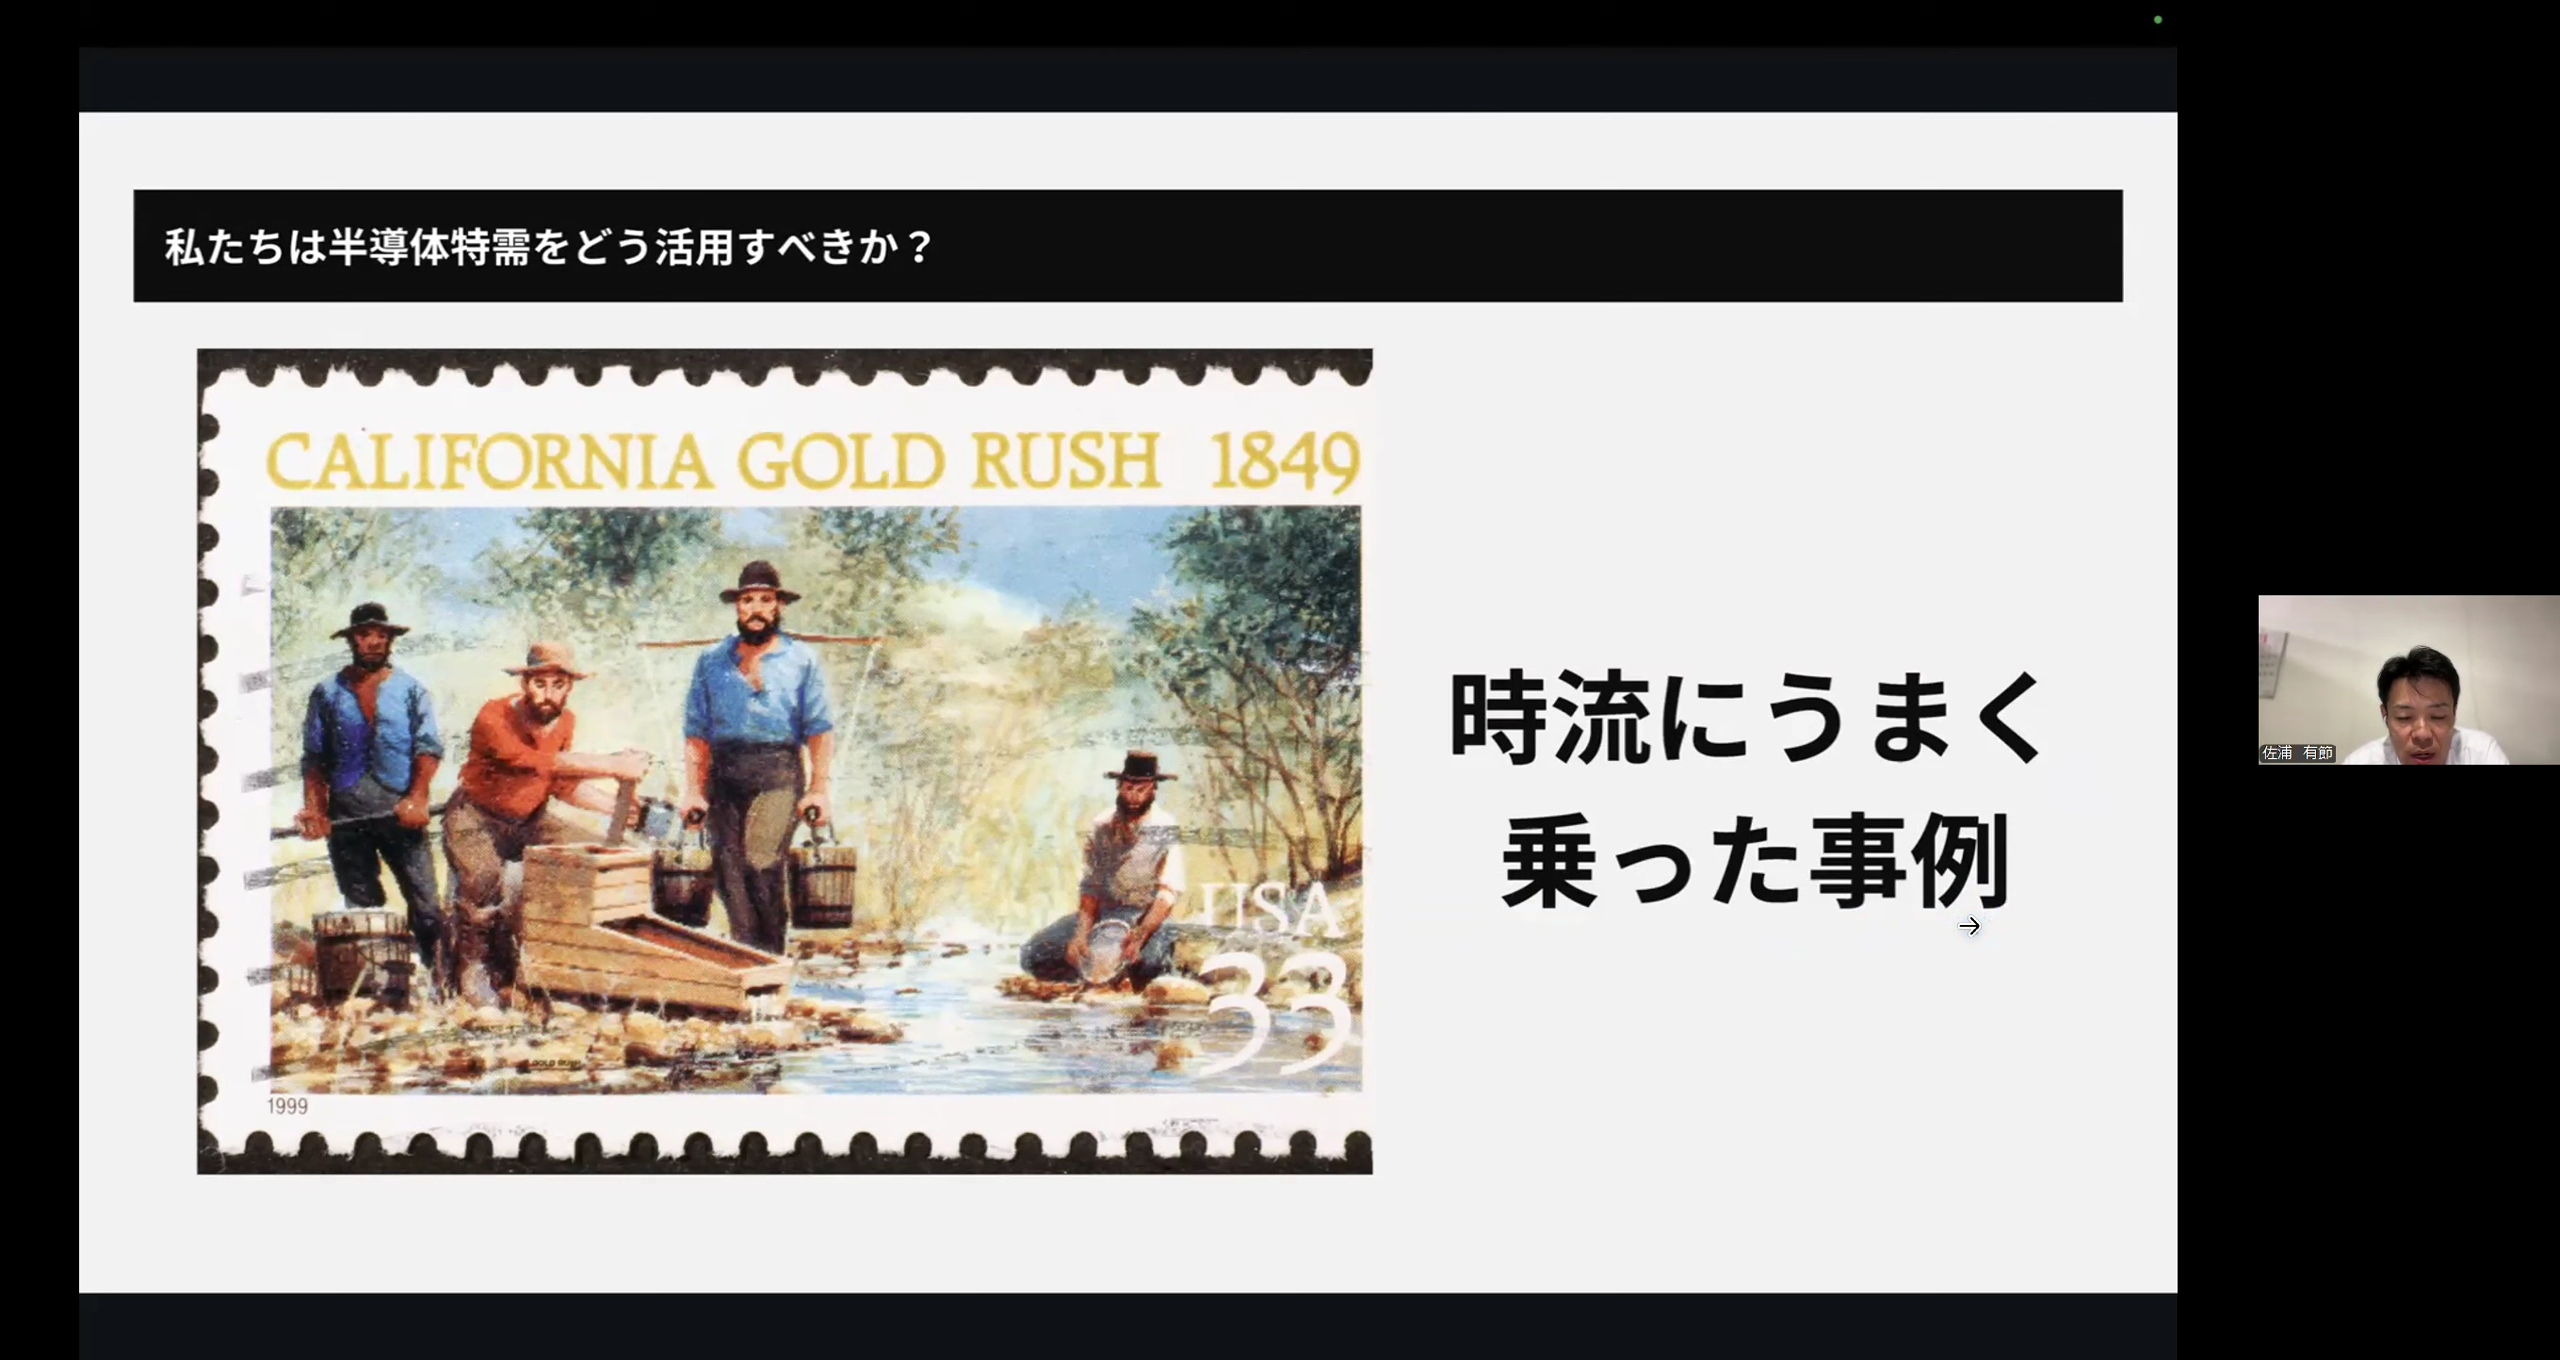 私たちは半導体特需をどう活用すべきか？
CALIFORNIA GOLD RUSH 1849
USA
33
1999
時流にうまく
乗った事例
佐浦 有節